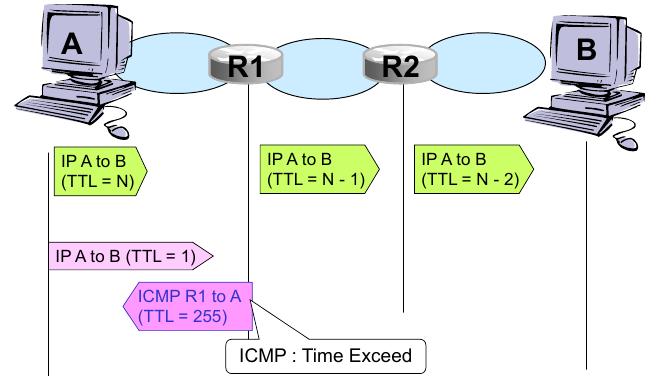 A
R1
R2
B
IP A to B
(TTL = N)
IP A to B
(TTL = N - 1)
IP A to B
(TTL = N - 2)
IP A to B (TTL = 1)
ICMP R1 to A
(TTL = 255)
ICMP : Time Exceed